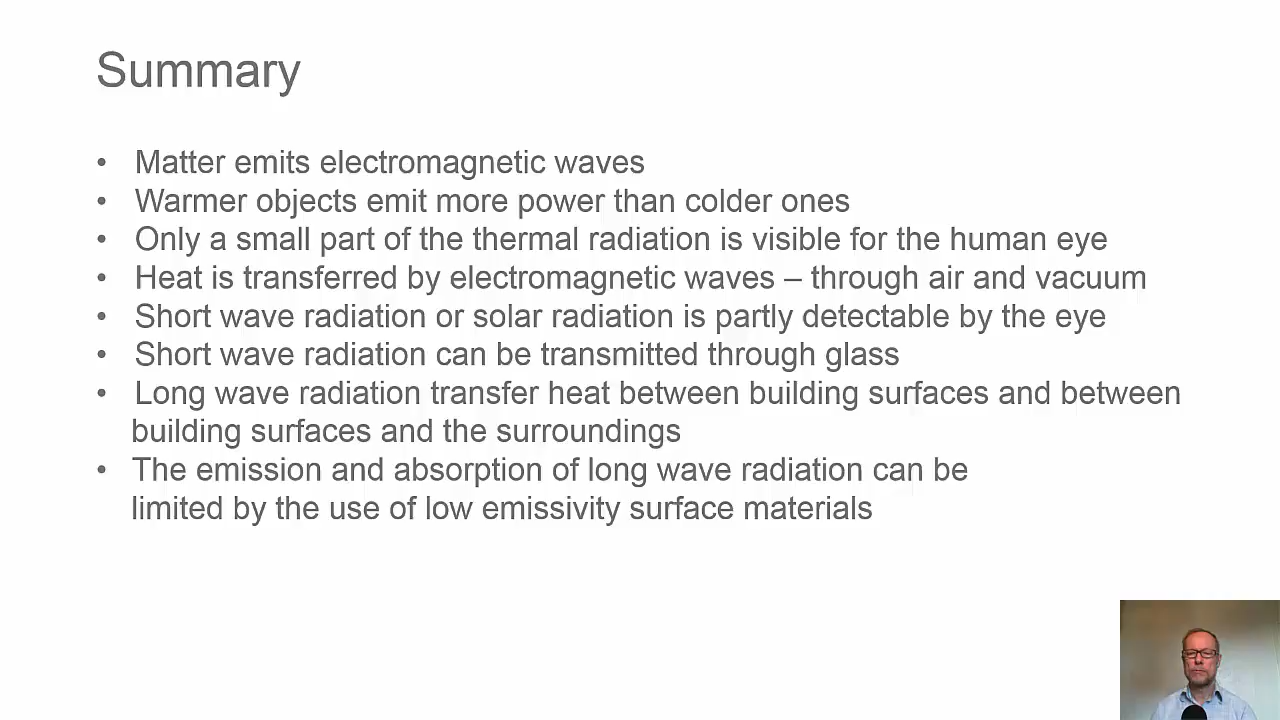 Summary
• Matter emits electromagnetic waves
• Warmer objects emit more power than colder ones
• Only a small part of the thermal radiation is visible for the human eye
• Heat is transferred by electromagnetic waves – through air and vacuum
• Short wave radiation or solar radiation is partly detectable by the eye
• Short wave radiation can be transmitted through glass
• Long wave radiation transfer heat between building surfaces and between
building surfaces and the surroundings
• The emission and absorption of long wave radiation can be
limited by the use of low emissivity surface materials